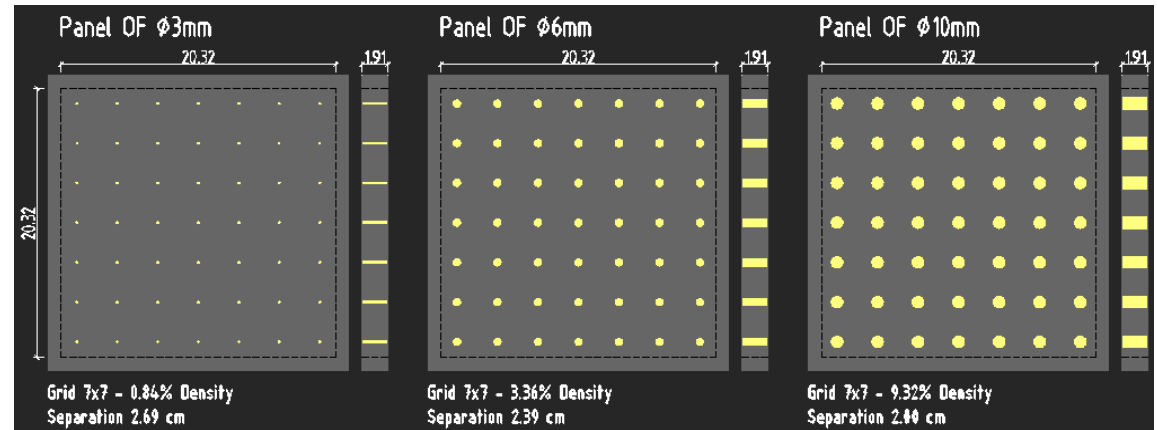 Panel OF Ø3mm
20.32
1.91
20.32
Grid 7x7 - 0.84% Density
Separation 2.69 cm
Panel OF Ø6mm
20.32
1.91
Grid 7x7 - 3.36% Density
Separation 2.39 cm
Panel OF Ø10mm
20.32
1.91
Grid 7x7 - 9.32% Density
Separation 2.00 cm